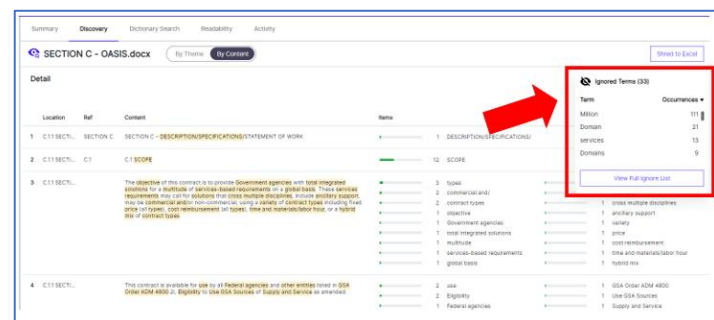 Summary Discovery Dictionary Search Readability Activity
SECTION C - OASIS.docx By Theme By Content Shred to Excel
Detail
Ignored Terms (33)
Term Occurrences
Million 111
Domain 21
services 13
Domains 9
View Full Ignore List
Location Ref Content Items
1 C.1.1 SECTI... SECTION C SECTION C - DESCRIPTION/SPECIFICATIONS/STATEMENT OF WORK 1 DESCRIPTION/SPECIFICATIONS/
2 C.1.1 SECTI... C.1 C.1 SCOPE 12 SCOPE
3 C.1.1 SECTI... The objective of this contract is to provide Government agencies with total integrated
solutions for a multitude of services-based requirements on a global basis. These services
requirements may call for solutions that cross multiple disciplines, include ancillary support,
may be commercial and/or non-commercial, using a variety of contract types including fixed
price (all types), cost reimbursement (all types), time and materials/labor hour, or a hybrid
mix of contract types
3 types
2 commercial and/
2 contract types 1 cross multiple disciplines
1 objective 1 ancillary support
1 Government agencies 1 variety
1 total integrated solutions 1 price
1 multitude 1 cost reimbursement
1 services-based requirements 1 time and materials/labor hour
1 global basis 1 hybrid mix
4 C.1.1 SECTI... This contract is available for use by all Federal agencies and other entities listed in GSA
Order ADM 4800 2I, Eligibility to Use GSA Sources of Supply and Service as amended
2 use 1 GSA Order ADM 4800
2 Eligibility 1 Use GSA Sources
1 Federal agencies 1 Supply and Service